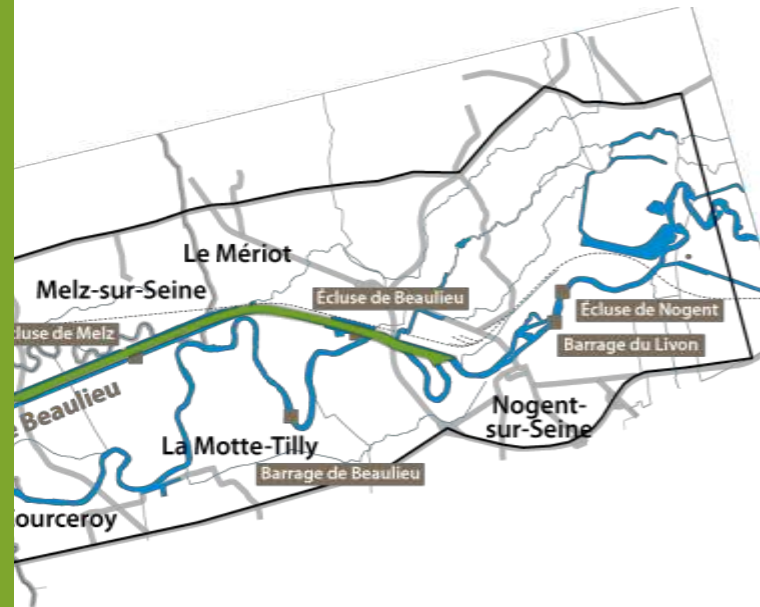 Le Mériot
Melz-sur-Seine
Écluse de Beaulieu
cluse de Melz
Écluse de Nogent
Barrage du Livon
Beaulieu
Nogent-
sur-Seine
La Motte-Tilly
Barrage de Beaulieu
ourceroy